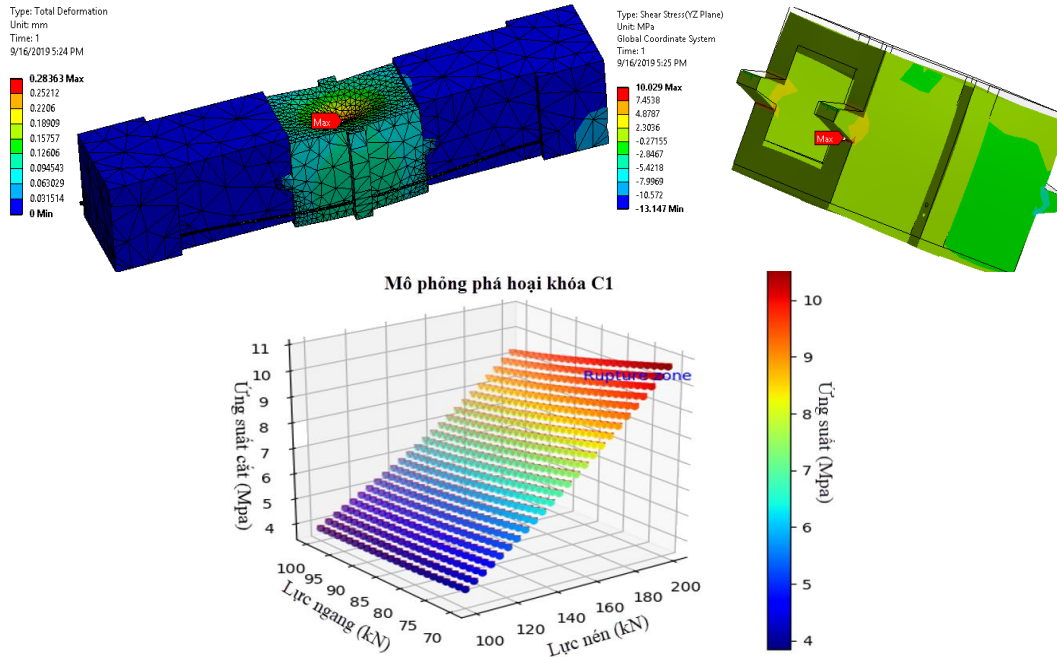 Type: Total Deformation
Unit: mm
Time: 1
9/16/2019 5:24 PM
0.28363 Max
0.25212
0.2206
0.18909
0.15757
0.12606
0.094543
0.063029
0.031514
0 Min
Max
Type: Shear Stress(YZ Plane)
Unit: MPa
Global Coordinate System
Time: 1
9/16/2019 5:25 PM
10.029 Max
7.4538
4.8787
2.3036
-0.27155
-2.8467
-5.4218
-7.9969
-10.572
-13.147 Min
Max
Mô phỏng phá hoại khóa C1
Rupture zone
11
10
9
8
7
6
5
4
Ứng suất cắt (Mpa)
100
95
90
85
80
75
70
Lực ngang (kN)
100
120
140
160
180
200
Lực nén (kN)
10
9
8
7
6
5
4
Ứng suất (Mpa)